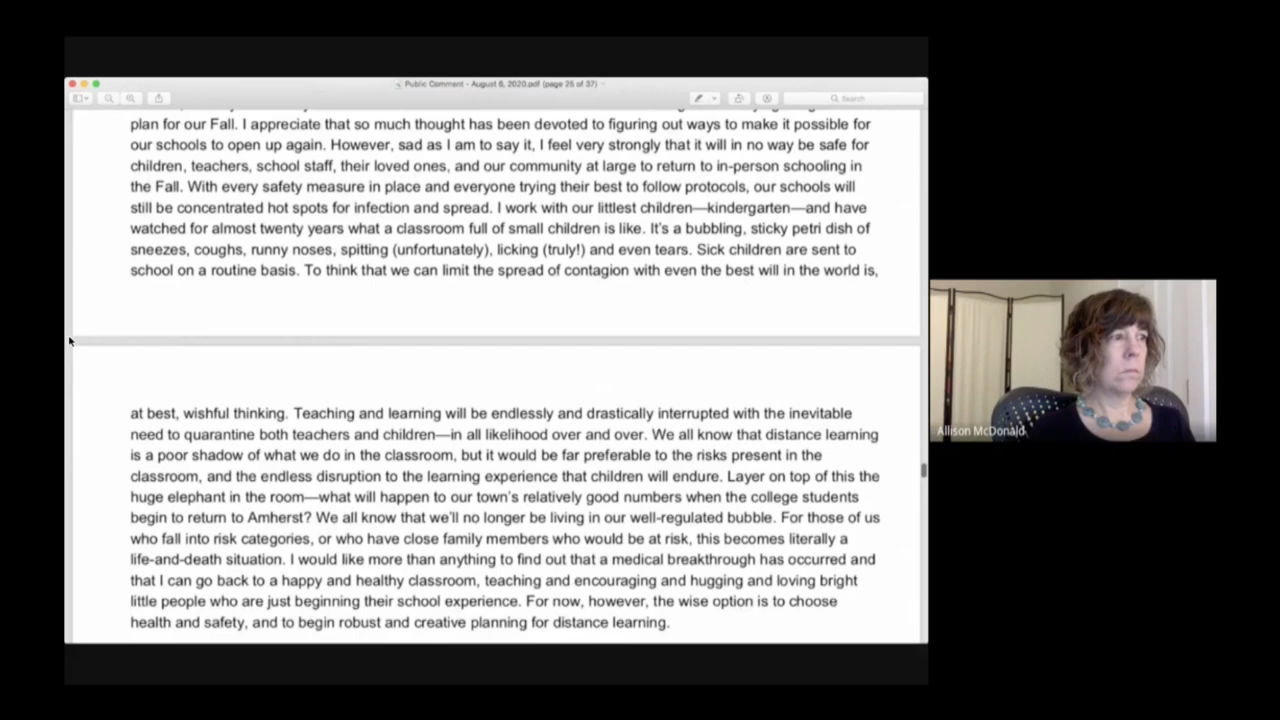 Public Comment - August 6, 2020.pdf (page 25 of 37)
Search
plan for our Fall. I appreciate that so much thought has been devoted to figuring out ways to make it possible for
our schools to open up again. However, sad as I am to say it, I feel very strongly that it will in no way be safe for
children, teachers, school staff, their loved ones, and our community at large to return to in-person schooling in
the Fall. With every safety measure in place and everyone trying their best to follow protocols, our schools will
still be concentrated hot spots for infection and spread. I work with our littlest children—kindergarten—and have
watched for almost twenty years what a classroom full of small children is like. It's a bubbling, sticky petri dish of
sneezes, coughs, runny noses, spitting (unfortunately), licking (truly!) and even tears. Sick children are sent to
school on a routine basis. To think that we can limit the spread of contagion with even the best will in the world is,
at best, wishful thinking. Teaching and learning will be endlessly and drastically interrupted with the inevitable
need to quarantine both teachers and children—in all likelihood over and over. We all know that distance learning
is a poor shadow of what we do in the classroom, but it would be far preferable to the risks present in the
classroom, and the endless disruption to the learning experience that children will endure. Layer on top of this the
huge elephant in the room—what will happen to our town's relatively good numbers when the college students
begin to return to Amherst? We all know that we'll no longer be living in our well-regulated bubble. For those of us
who fall into risk categories, or who have close family members who would be at risk, this becomes literally a
life-and-death situation. I would like more than anything to find out that a medical breakthrough has occurred and
that I can go back to a happy and healthy classroom, teaching and encouraging and hugging and loving bright
little people who are just beginning their school experience. For now, however, the wise option is to choose
health and safety, and to begin robust and creative planning for distance learning.
Allison McDonald